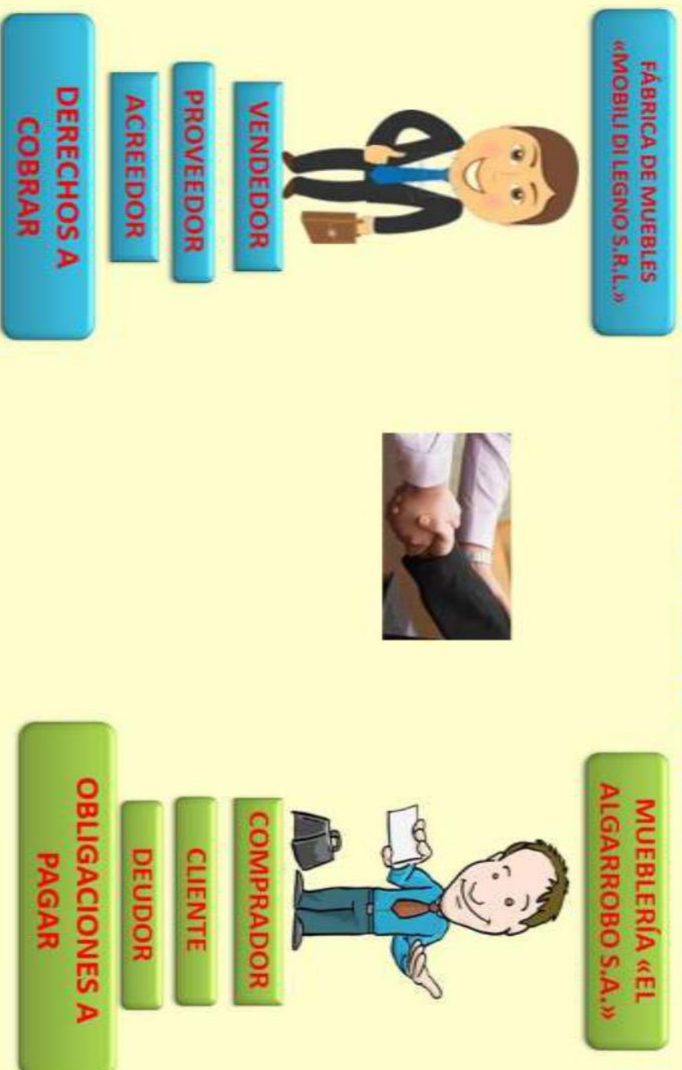 FÁBRICA DE MUEBLES
«MOBILI DI LEGNO S.R.L.»
VENDEDOR
PROVEEDOR
ACREEDOR
DERECHOS A
COBRAR
MUEBLERÍA «EL
ALGARROBO S.A.»
COMPRADOR
CLIENTE
DEUDOR
OBLIGACIONES A
PAGAR